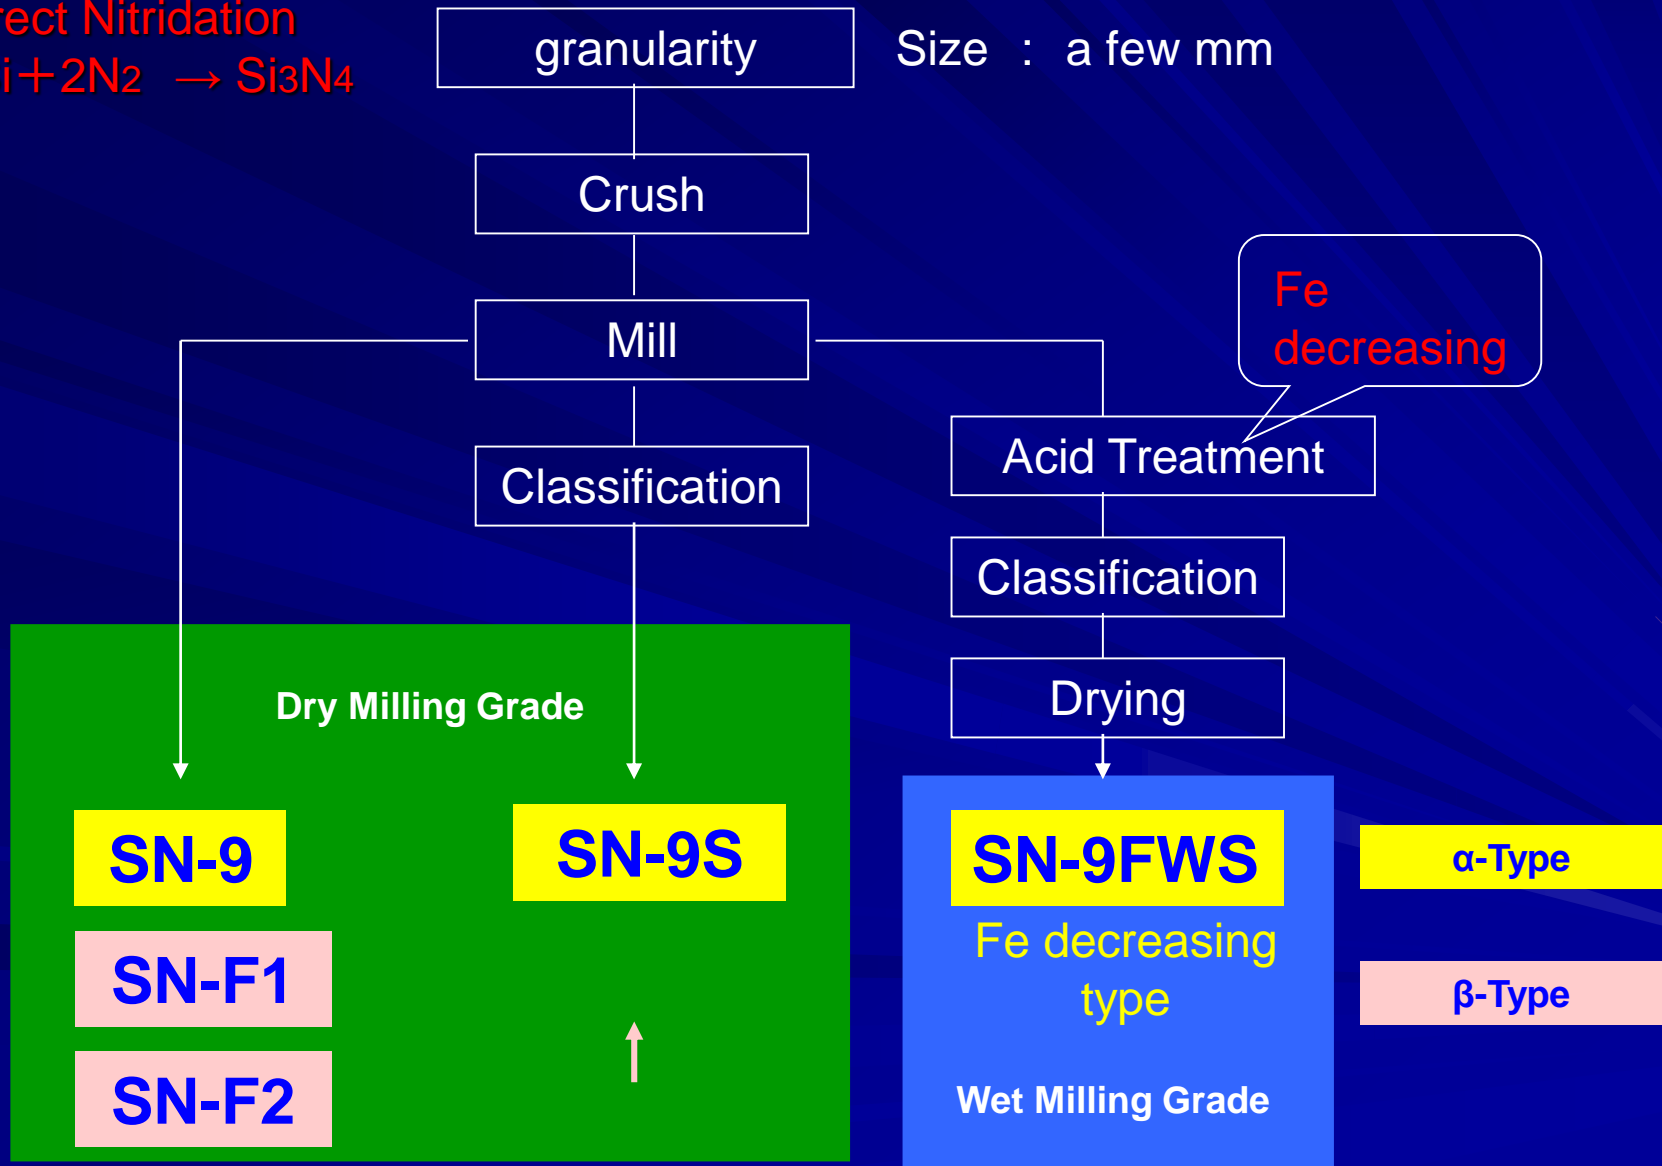 rect Nitridation
i＋2N2 → Si3N4
granularity
Size : a few mm
Crush
Mill
Fe
decreasing
Classification
Acid Treatment
Classification
Drying
Dry Milling Grade
SN-9
SN-9S
SN-9FWS
α-Type
Fe decreasing
type
SN-F1
β-Type
SN-F2
Wet Milling Grade